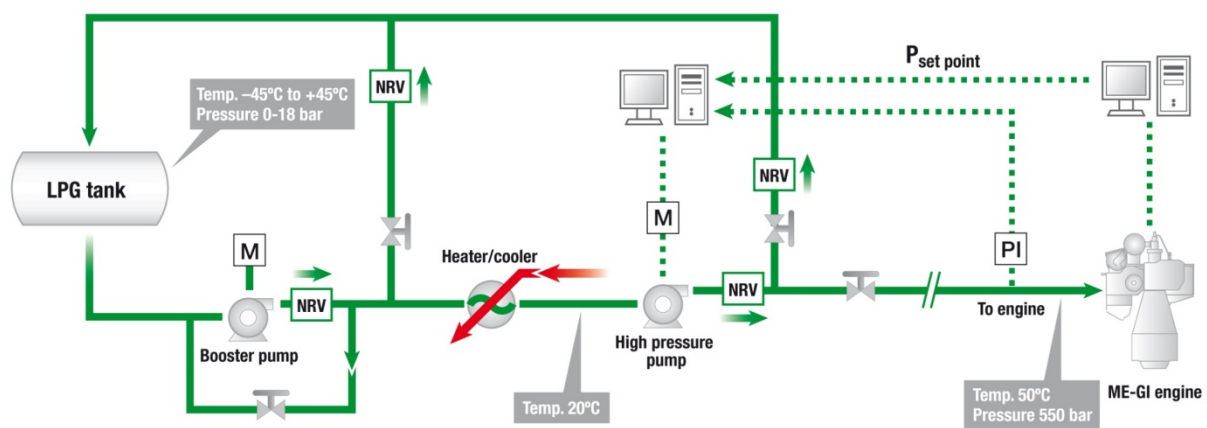 P set point
NRV
Temp. –45ºC to +45ºC
Pressure 0-18 bar
LPG tank
NRV
M
M
Heater/cooler
PI
NRV
NRV
To engine
Booster pump
High pressure
pump
ME-GI engine
Temp. 20ºC
Temp. 50ºC
Pressure 550 bar